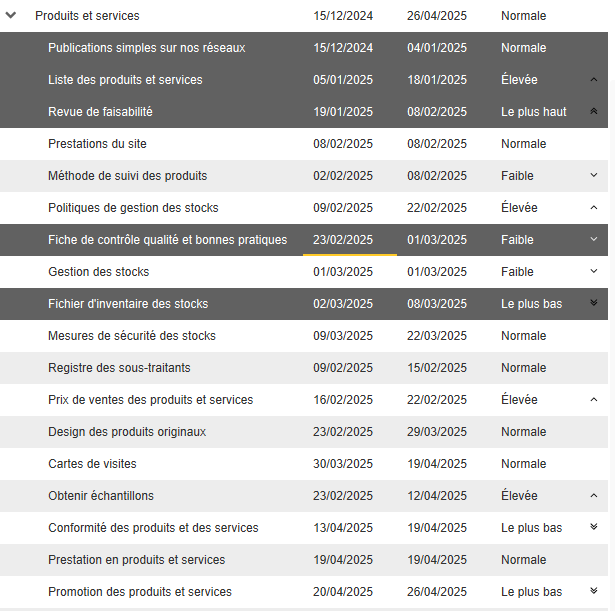 Produits et services 15/12/2024 26/04/2025 Normale
Publications simples sur nos réseaux 15/12/2024 04/01/2025 Normale
Liste des produits et services 05/01/2025 18/01/2025 Élevée
Revue de faisabilité 19/01/2025 08/02/2025 Le plus haut
Prestations du site 08/02/2025 08/02/2025 Normale
Méthode de suivi des produits 02/02/2025 08/02/2025 Faible
Politiques de gestion des stocks 09/02/2025 22/02/2025 Élevée
Fiche de contrôle qualité et bonnes pratiques 23/02/2025 01/03/2025 Faible
Gestion des stocks 01/03/2025 01/03/2025 Faible
Fichier d'inventaire des stocks 02/03/2025 08/03/2025 Le plus bas
Mesures de sécurité des stocks 09/03/2025 22/03/2025 Normale
Registre des sous-traitants 09/02/2025 15/02/2025 Normale
Prix de ventes des produits et services 16/02/2025 22/02/2025 Élevée
Design des produits originaux 23/02/2025 29/03/2025 Normale
Cartes de visites 30/03/2025 19/04/2025 Normale
Obtenir échantillons 23/02/2025 12/04/2025 Élevée
Conformité des produits et des services 13/04/2025 19/04/2025 Le plus bas
Prestation en produits et services 19/04/2025 19/04/2025 Normale
Promotion des produits et services 20/04/2025 26/04/2025 Le plus bas